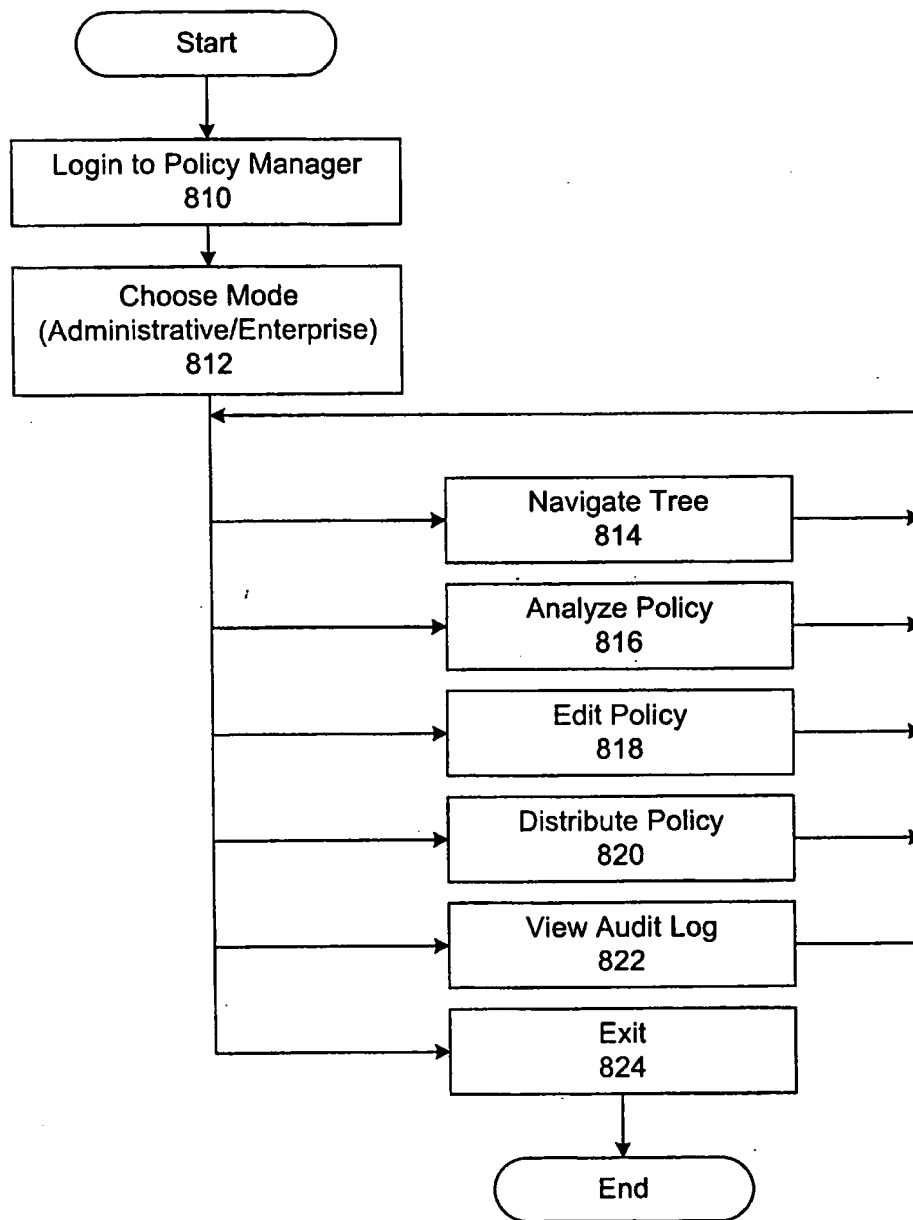 Start
Login to Policy Manager
810
Choose Mode
(Administrative/Enterprise)
812
Navigate Tree
814
Analyze Policy
816
Edit Policy
818
Distribute Policy
820
View Audit Log
822
Exit
824
End